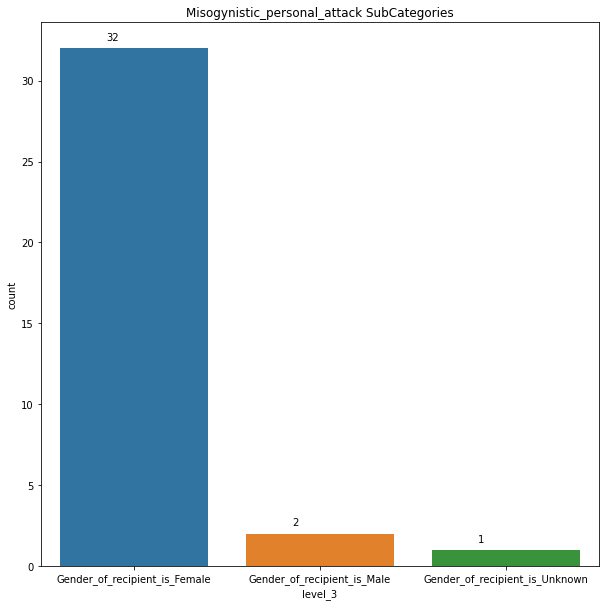 Misogynistic_personal_attack SubCategories
32
30
25
20
15
10
5
0
count
2
1
Gender_of_recipient_is_Female
Gender_of_recipient_is_Male
Gender_of_recipient_is_Unknown
level_3